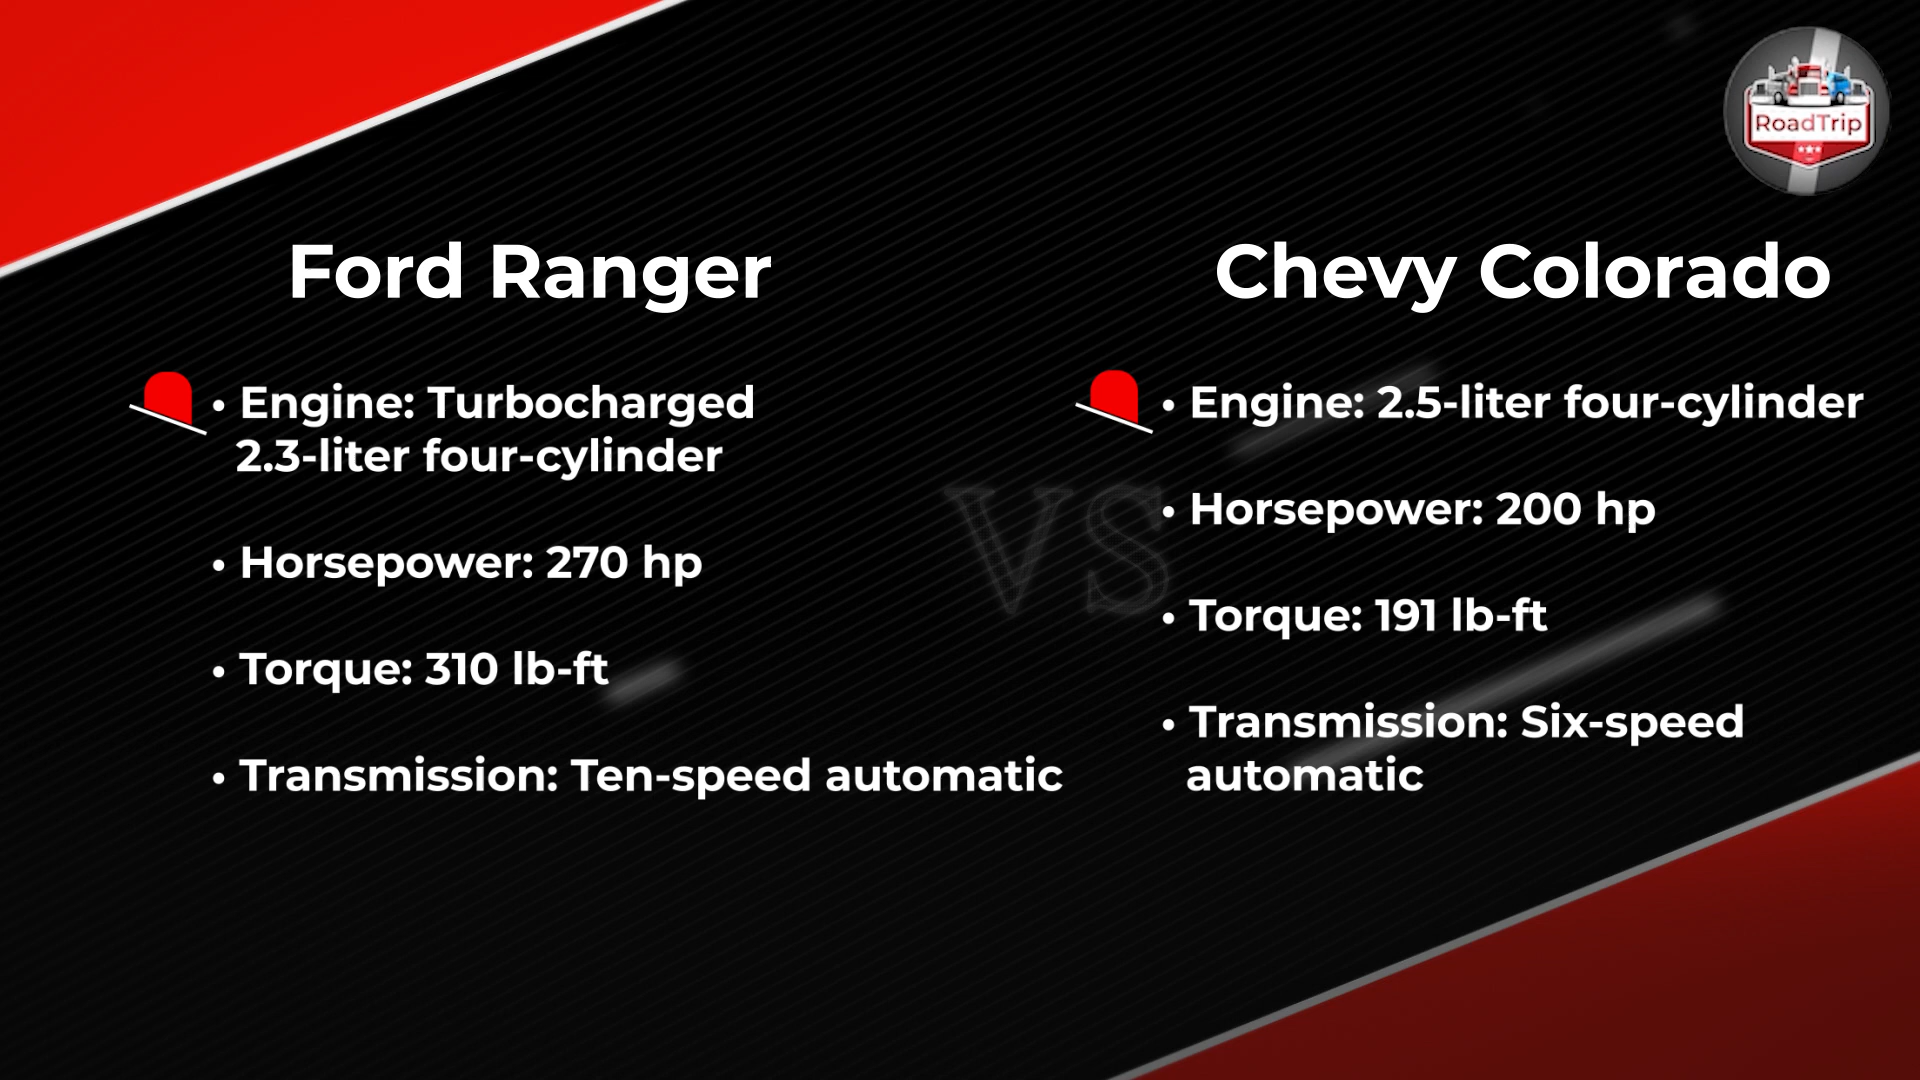 RoadTrip
Ford Ranger
• Engine: Turbocharged
2.3-liter four-cylinder
• Horsepower: 270 hp
• Torque: 310 lb-ft
• Transmission: Ten-speed automatic
VS
Chevy Colorado
• Engine: 2.5-liter four-cylinder
• Horsepower: 200 hp
• Torque: 191 lb-ft
• Transmission: Six-speed
automatic